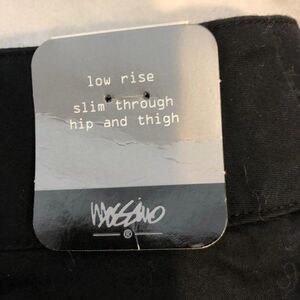 low rise
slim through
hip and thigh
Mossimo
®